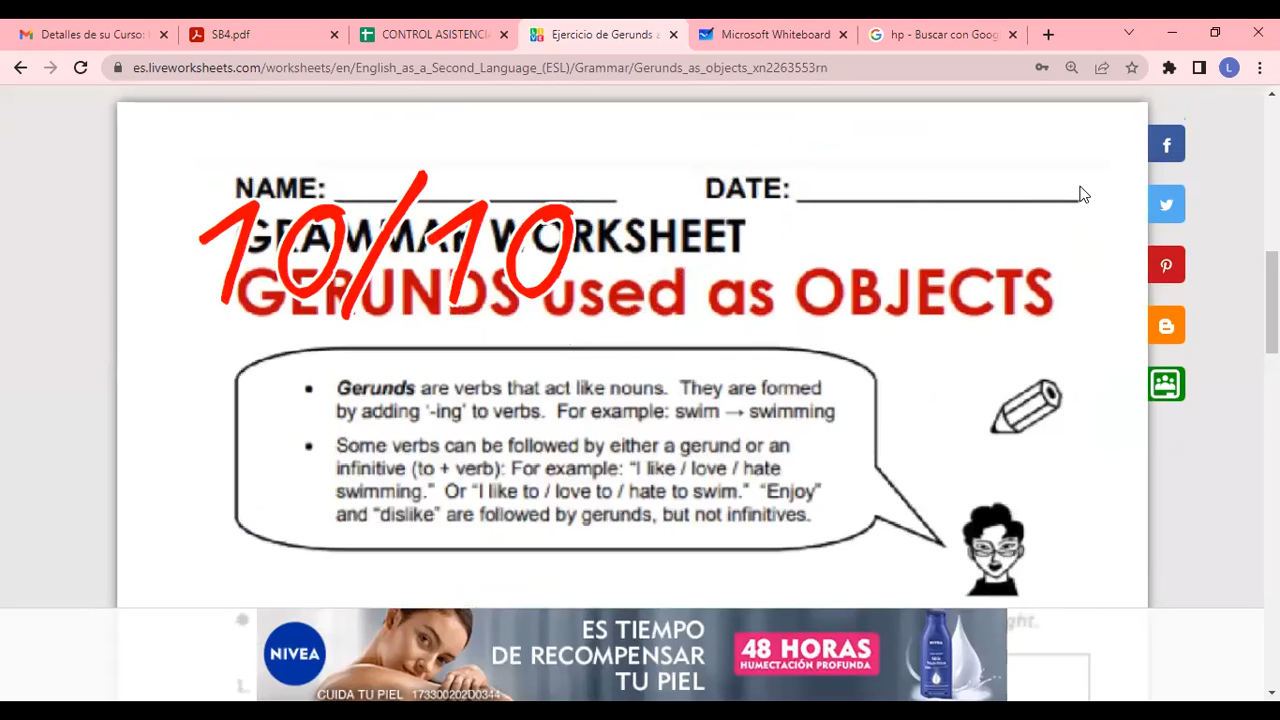 Detalles de su Curso:
SB4.pdf
CONTROL ASISTENCI
Ejercicio de Gerunds a
Microsoft Whiteboard
hp - Buscar con Goog
es.liveworksheets.com/worksheets/en/English_as_a_Second_Language_(ESL)/Grammar/Gerunds_as_objects_xn2263553rn
L
NAME: DATE:
10/10
GRAMMAR WORKSHEET
GERUNDS used as OBJECTS
Gerunds are verbs that act like nouns. They are formed
by adding '-ing' to verbs. For example: swim → swimming
Some verbs can be followed by either a gerund or an
infinitive (to + verb): For example: “I like / love / hate
swimming.” Or “I like to / love to / hate to swim.” “Enjoy”
and “dislike” are followed by gerunds, but not infinitives.
ght.
1.
NIVEA
ES TIEMPO
DE RECOMPENSAR
TU PIEL
48 HORAS
HUMECTACIÓN PROFUNDA
NIVEA
CUIDA TU PIEL 17330020200344